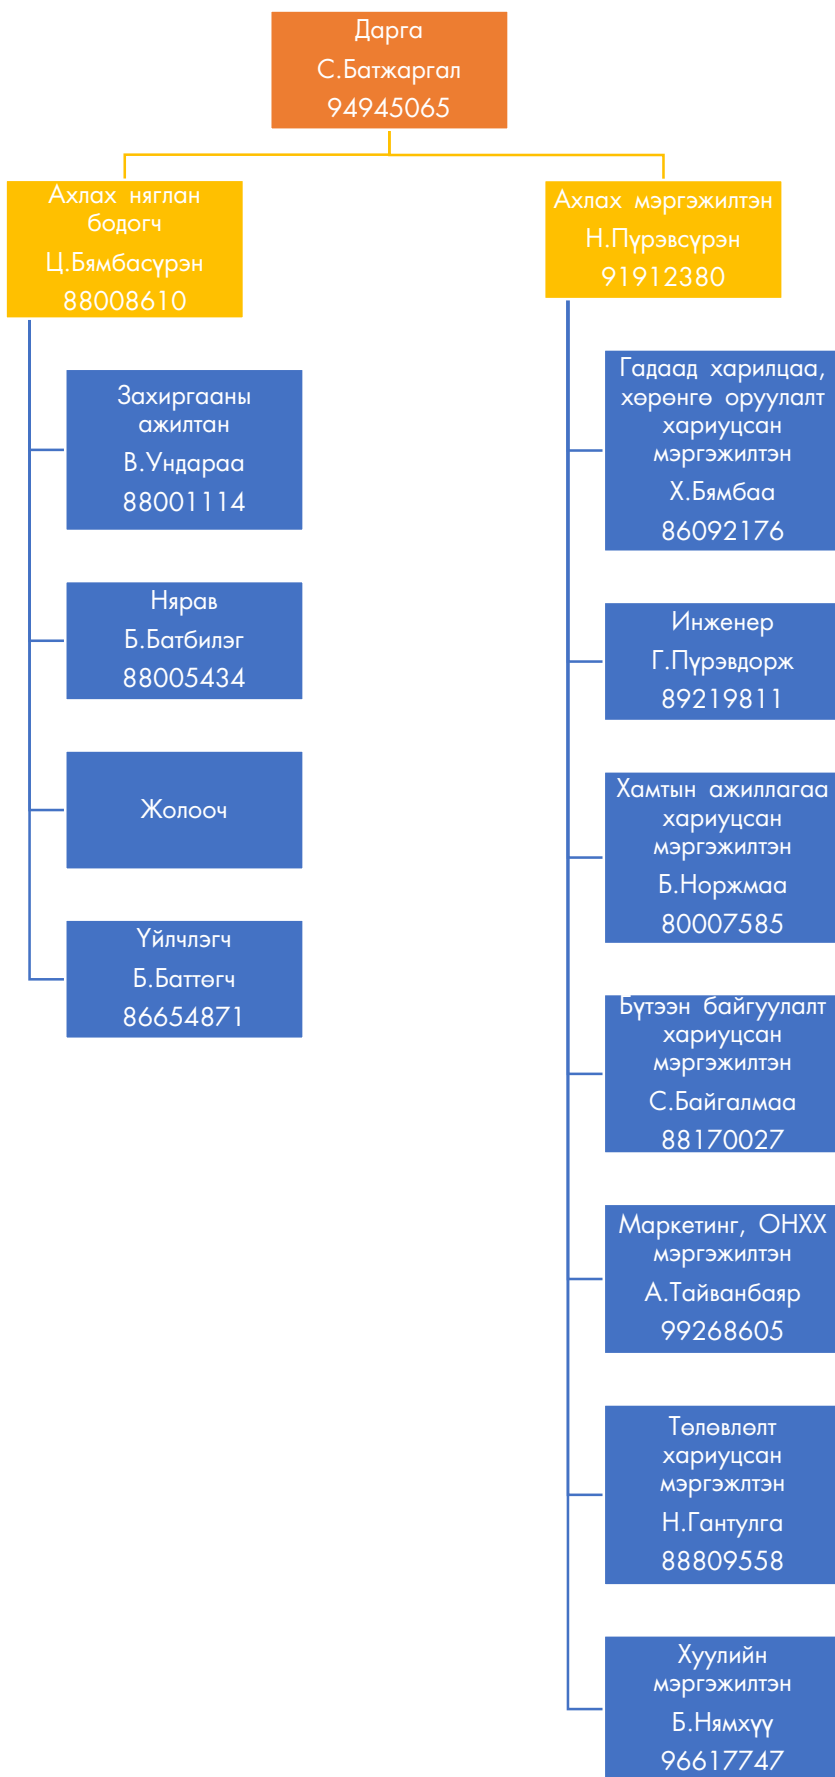 Дарга
С.Батжаргал
94945065
Ахлах няглан
бодогч
Ц.Бямбасүрэн
88008610
Захиргааны
ажилтан
В.Ундараа
88001114
Нярав
Б.Батбилэг
88005434
Жолооч
Үйлчлэгч
Б.Баттөгч
86654871
Ахлах мэргэжилтэн
Н.Пүрэвсүрэн
91912380
Гадаад харилцаа,
хөрөнгө оруулалт
хариуцсан
мэргэжилтэн
Х.Бямбаа
86092176
Инженер
Г.Пүрэвдорж
89219811
Хамтын ажиллагаа
хариуцсан
мэргэжилтэн
Б.Норжмаа
80007585
Бүтээн байгуулалт
хариуцсан
мэргэжилтэн
С.Байгалмаа
88170027
Маркетинг, ОНХХ
мэргэжилтэн
А.Тайванбаяр
99268605
Төлөвлөлт
хариуцсан
мэргэжлтэн
Н.Гантулга
88809558
Хуулийн
мэргэжилтэн
Б.Нямхүү
96617747